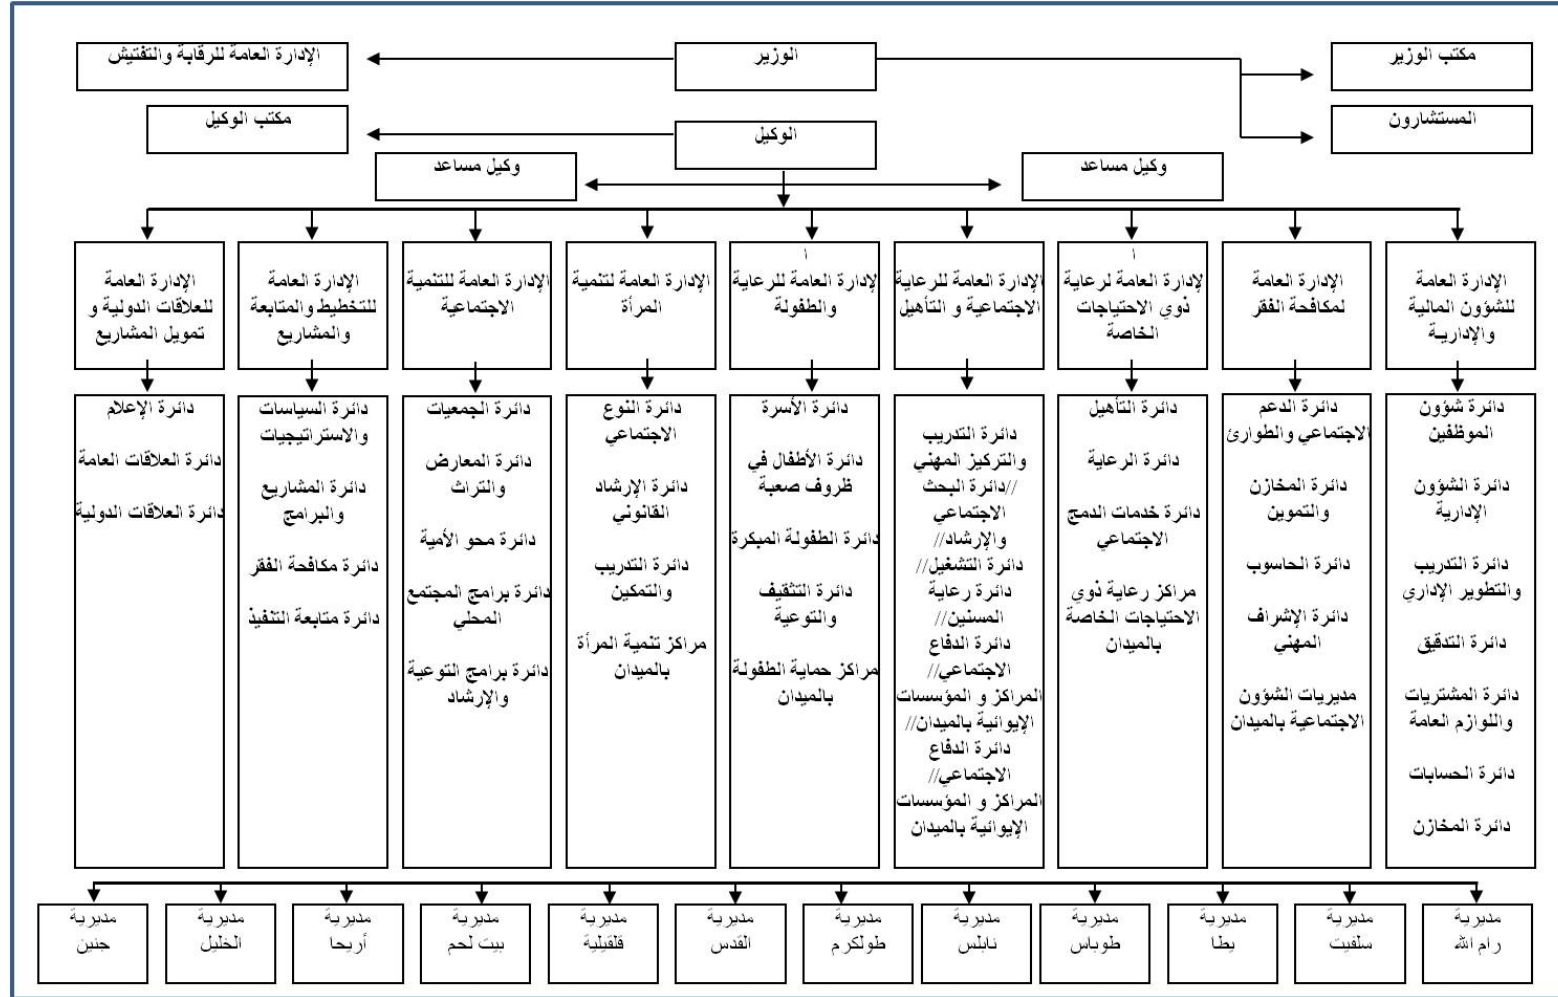 مكتب الوزير
الوزير
الإدارة العامة للرقابة والتفتيش
المستشارون
الوكيل
مكتب الوكيل
وكيل مساعد
وكيل مساعد
الإدارة العامة
للشؤون المالية
والإدارية
الإدارة العامة
لمكافحة الفقر
ا
لإدارة العامة لرعاية
ذوي الاحتياجات
الخاصة
الإدارة العامة للرعاية
الاجتماعية و التأهيل
ا
لإدارة العامة للرعاية
والطفولة
الإدارة العامة لتنمية
المرأة
الإدارة العامة للتنمية
الاجتماعية
الإدارة العامة
للتخطيط والمتابعة
والمشاريع
الإدارة العامة
للعلاقات الدولية و
تمويل المشاريع
دائرة شؤون
الموظفين
دائرة الشؤون
الإدارية
دائرة التدريب
والتطوير الإداري
دائرة التدقيق
دائرة المشتريات
واللوازم العامة
دائرة الحسابات
دائرة المخازن
دائرة الدعم
الاجتماعي والطوارئ
دائرة المخازن
والتموين
دائرة الحاسوب
دائرة الإشراف
المهني
مديريات الشؤون
الاجتماعية بالميدان
دائرة التأهيل
دائرة الرعاية
دائرة خدمات الدمج
الاجتماعي
مراكز رعاية ذوي
الاحتياجات الخاصة
بالميدان
دائرة التدريب
والتركيز المهني
//دائرة البحث
الاجتماعي
والإرشاد//
دائرة التشغيل//
دائرة رعاية
المسنين//
دائرة الدفاع
الاجتماعي//
المراكز و المؤسسات
الإيوائية بالميدان//
دائرة الدفاع
الاجتماعي//
المراكز و المؤسسات
الإيوائية بالميدان
دائرة الأسرة
دائرة الأطفال في
ظروف صعبة
دائرة الطفولة المبكرة
دائرة التثقيف
والتوعية
مراكز حماية الطفولة
بالميدان
دائرة النوع
الاجتماعي
دائرة الإرشاد
القانوني
دائرة التدريب
والتمكين
مراكز تنمية المرأة
بالميدان
دائرة الجمعيات
دائرة المعارض
والتراث
دائرة محو الأمية
دائرة برامج المجتمع
المحلي
دائرة برامج التوعية
والإرشاد
دائرة السياسات
والاستراتيجيات
دائرة المشاريع
والبرامج
دائرة مكافحة الفقر
دائرة متابعة التنفيذ
دائرة الإعلام
دائرة العلاقات العامة
دائرة العلاقات الدولية
مديرية
رام الله
مديرية
سلفيت
مديرية
يطا
مديرية
طوباس
مديرية
نابلس
مديرية
طولكرم
مديرية
القدس
مديرية
قلقيلية
مديرية
بيت لحم
مديرية
أريحا
مديرية
الخليل
مديرية
جنين